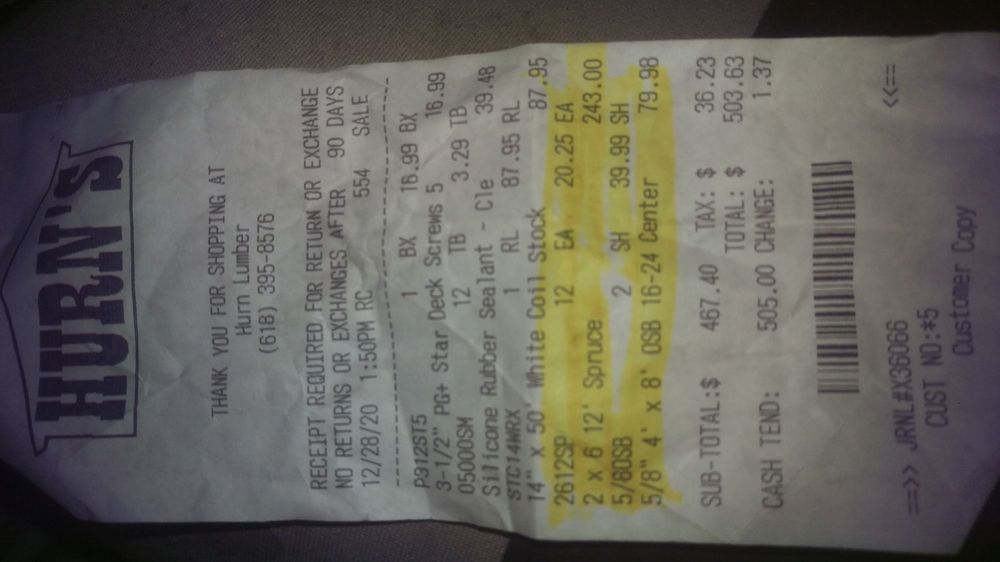 HURN'S
THANK YOU FOR SHOPPING AT
Hurn Lumber
(618) 395-8576
RECEIPT REQUIRED FOR RETURN OR EXCHANGE
NO RETURNS OR EXCHANGES AFTER 90 DAYS
12/28/20 1:50PM RC 554 SALE
P312ST5 1 BX 16.99 BX
3-1/2" PG+ Star Deck Screws 5 16.99
05000SM 12 TB 3.29 TB
Silicone Rubber Sealant - Cle 39.48
STC14WRX 1 RL 87.95 RL
14" X 50' White Coil Stock 87.95
2612SP 12 EA 20.25 EA
2 x 6 12' Spruce 243.00
5/8OSB 2 SH 39.99 SH
5/8" 4' x 8' OSB 16-24 Center 79.98
SUB-TOTAL:$ 467.40 TAX: $ 36.23
TOTAL: $ 503.63
CASH TEND: 505.00 CHANGE: 1.37
==>> JRNL#X36066 <<==
CUST NO:*5
Customer Copy